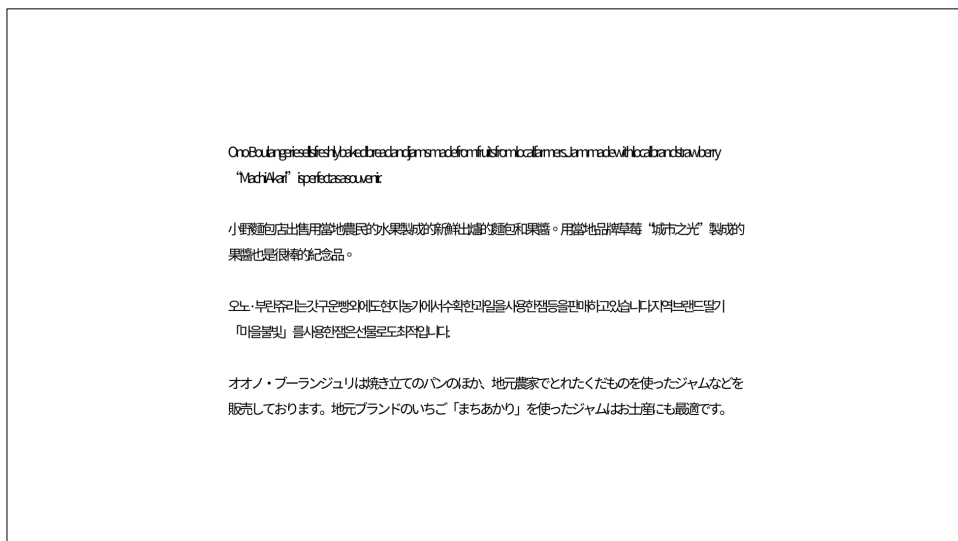 Ono Boulangerie sells freshly baked bread and jams made from fruits from local farmers. Jam made with local brand strawberry
“Machi Akari” is perfect as a souvenir.
小野麵包店出售用當地農民的水果製成的新鮮出爐的麵包和果醬。用當地品牌草莓“城市之光”製成的
果醬也是很棒的紀念品。
오노·부란쥬리는 갓 구운 빵 외에도 현지 농가에서 수확한 과일을 사용한 잼 등을 판매하고 있습니다. 지역 브랜드 딸기
「마을 불빛」를 사용한 잼은 선물로도 최적입니다.
オオノ・ブーランジュリは焼き立てのパンのほか、地元農家でとれたくだものを使ったジャムなどを
販売しております。地元ブランドのいちご「まちあかり」を使ったジャムはお土産にも最適です。